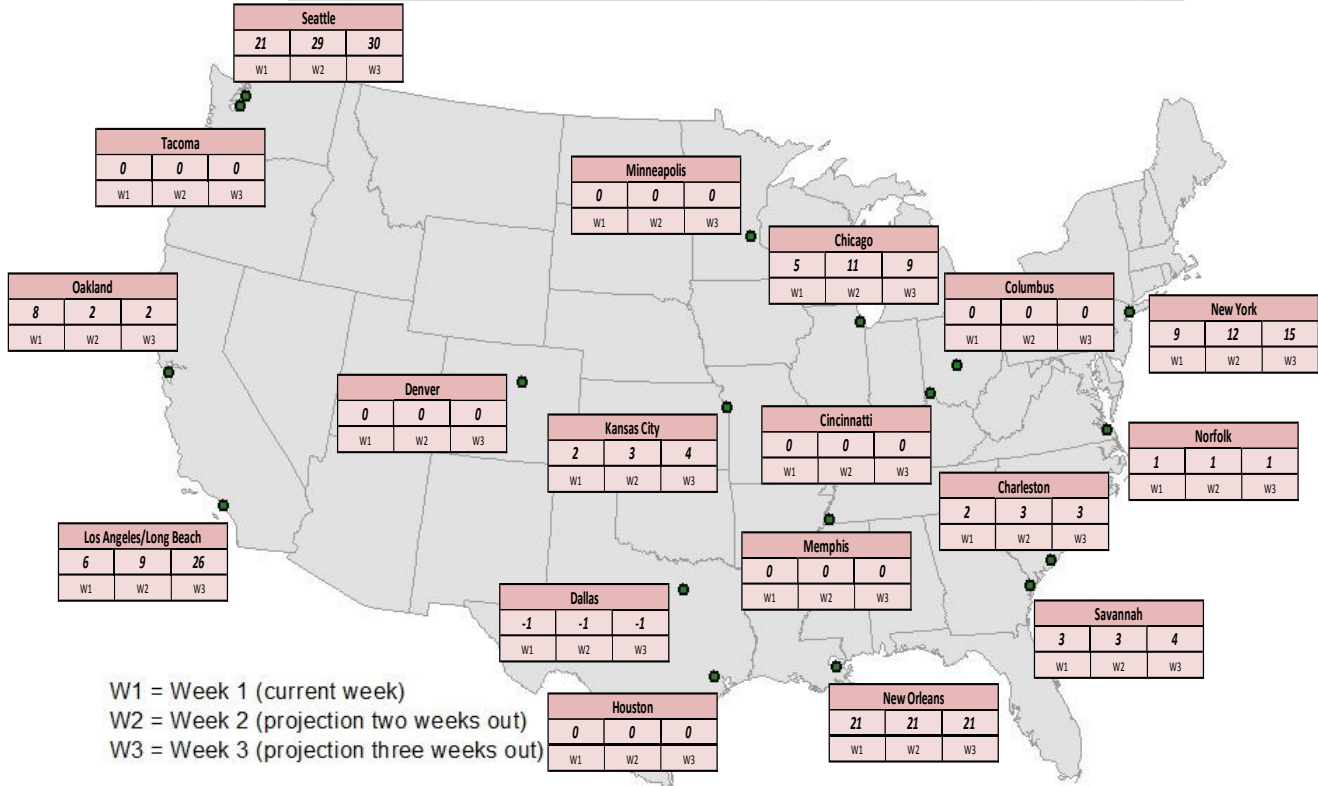 Seattle
21 29 30
W1 W2 W3
Tacoma
0 0 0
W1 W2 W3
Minneapolis
0 0 0
W1 W2 W3
Chicago
5 11 9
W1 W2 W3
Oakland
8 2 2
W1 W2 W3
Columbus
0 0 0
W1 W2 W3
New York
9 12 15
W1 W2 W3
Denver
0 0 0
W1 W2 W3
Kansas City
2 3 4
W1 W2 W3
Cincinnatti
0 0 0
W1 W2 W3
Norfolk
1 1 1
W1 W2 W3
Charleston
2 3 3
W1 W2 W3
Los Angeles/Long Beach
6 9 26
W1 W2 W3
Memphis
0 0 0
W1 W2 W3
Dallas
-1 -1 -1
W1 W2 W3
Savannah
3 3 4
W1 W2 W3
New Orleans
21 21 21
W1 W2 W3
Houston
0 0 0
W1 W2 W3
W1 = Week 1 (current week)
W2 = Week 2 (projection two weeks out)
W3 = Week 3 (projection three weeks out)